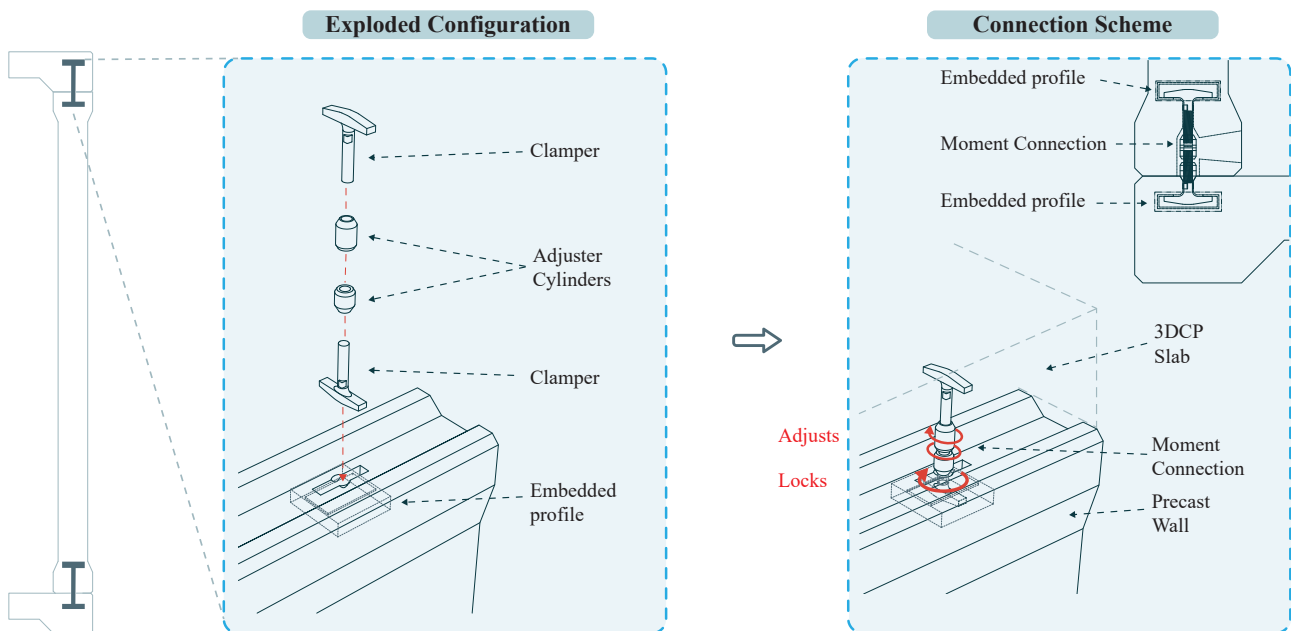 Exploded Configuration
Clamper
Adjuster
Cylinders
Clamper
Embedded
profile
Connection Scheme
Embedded profile
Moment Connection
Embedded profile
3DCP
Slab
Adjusts
Locks
Moment
Connection
Precast
Wall